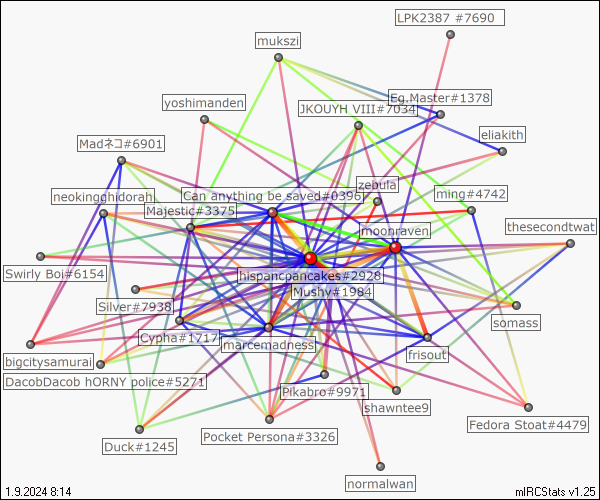 LPK2387 #7690
mukszi
Eg.Master#1378
yoshimanden
JKOUYH VIII#7034
eliakith
Madネコ#6901
zebula
Can anything be saved#0396
neokingghidorah
ming#4742
Majestic#3375
moonraven
thesecondtwat
hispancpancakes#2928
Swirly Boi#6154
Mushy#1984
Silver#7938
somass
Cypha#1717
marcemadness
frisout
bigcitysamurai
DacobDacob hORNY police#5271
Pikabro#9971
shawntee9
Fedora Stoat#4479
Pocket Persona#3326
Duck#1245
normalwan
1.9.2024 8:14
mIRCStats v1.25